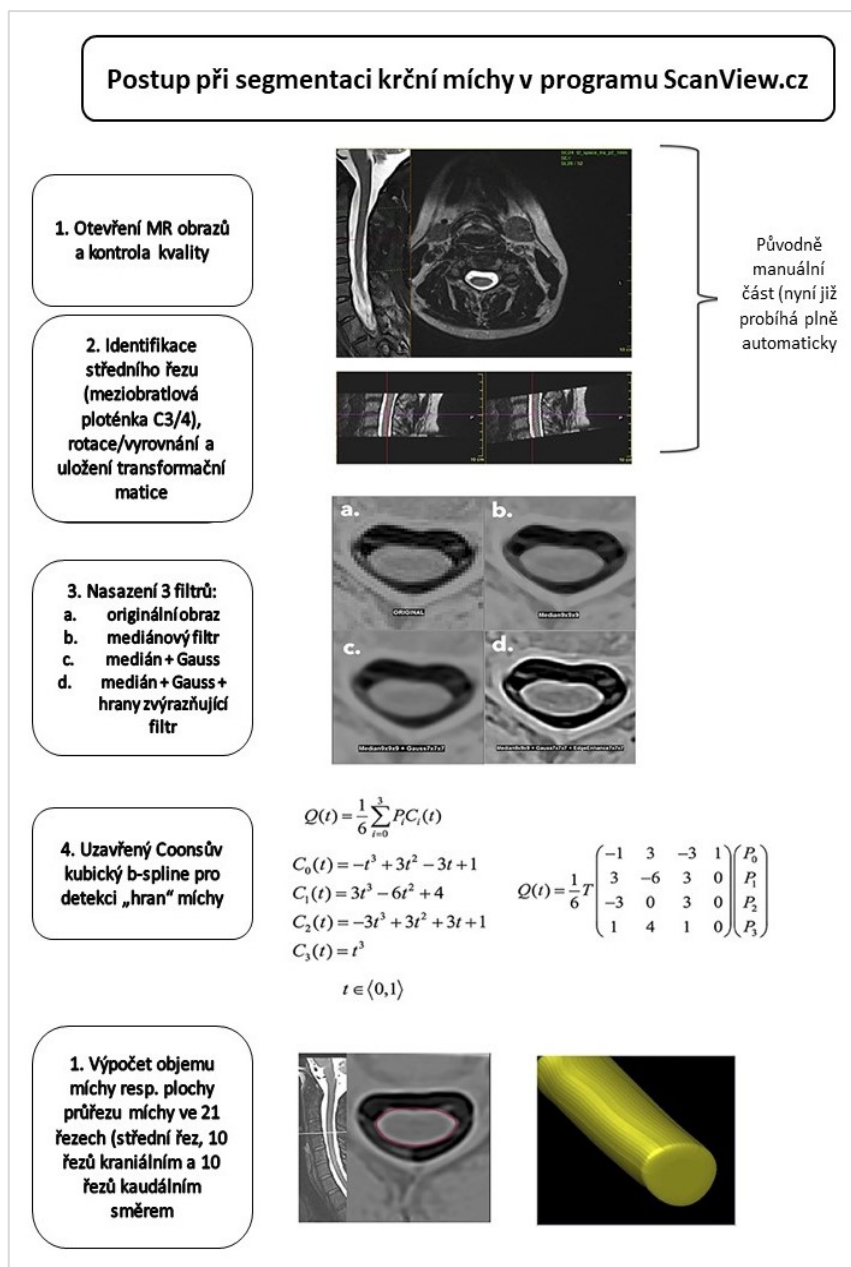 Postup při segmentaci krční míchy v programu ScanView.cz
1. Otevření MR obrazů
a kontrola kvality
Původně
manuální
část (nyní již
probíhá plně
automaticky
2. Identifikace
středního řezu
(meziobratlová
ploténka C3/4),
rotace/vyrovnání a
uložení transformační
matice
3. Nasazení 3 filtrů:
a. originální obraz
b. mediánový filtr
c. medián + Gauss
d. medián + Gauss +
hrany zvýrazňující
filtr
a.
ORIGINAL
b.
Median9x9x9
c.
Median9x9x9 + Gauss7x7x7
d.
Median9x9x9 + Gauss7x7x7 + EdgeEnhance7x7x7
4. Uzavřený Coonsův
kubický b-spline pro
detekci „hran“ míchy
Q(t) = 1/6 ∑_{i=0}^{3} P_i C_i(t)
C_0(t) = −t^3 + 3t^2 − 3t + 1
C_1(t) = 3t^3 − 6t^2 + 4
C_2(t) = −3t^3 + 3t^2 + 3t + 1
C_3(t) = t^3
t ∈ ⟨0,1⟩
Q(t) = 1/6 T
−1 3 −3 1 P_0
3 −6 3 0 P_1
−3 0 3 0 P_2
1 4 1 0 P_3
1. Výpočet objemu
míchy resp. plochy
průřezu míchy ve 21
řezech (střední řez, 10
řezů kraniálním a 10
řezů kaudálním
směrem